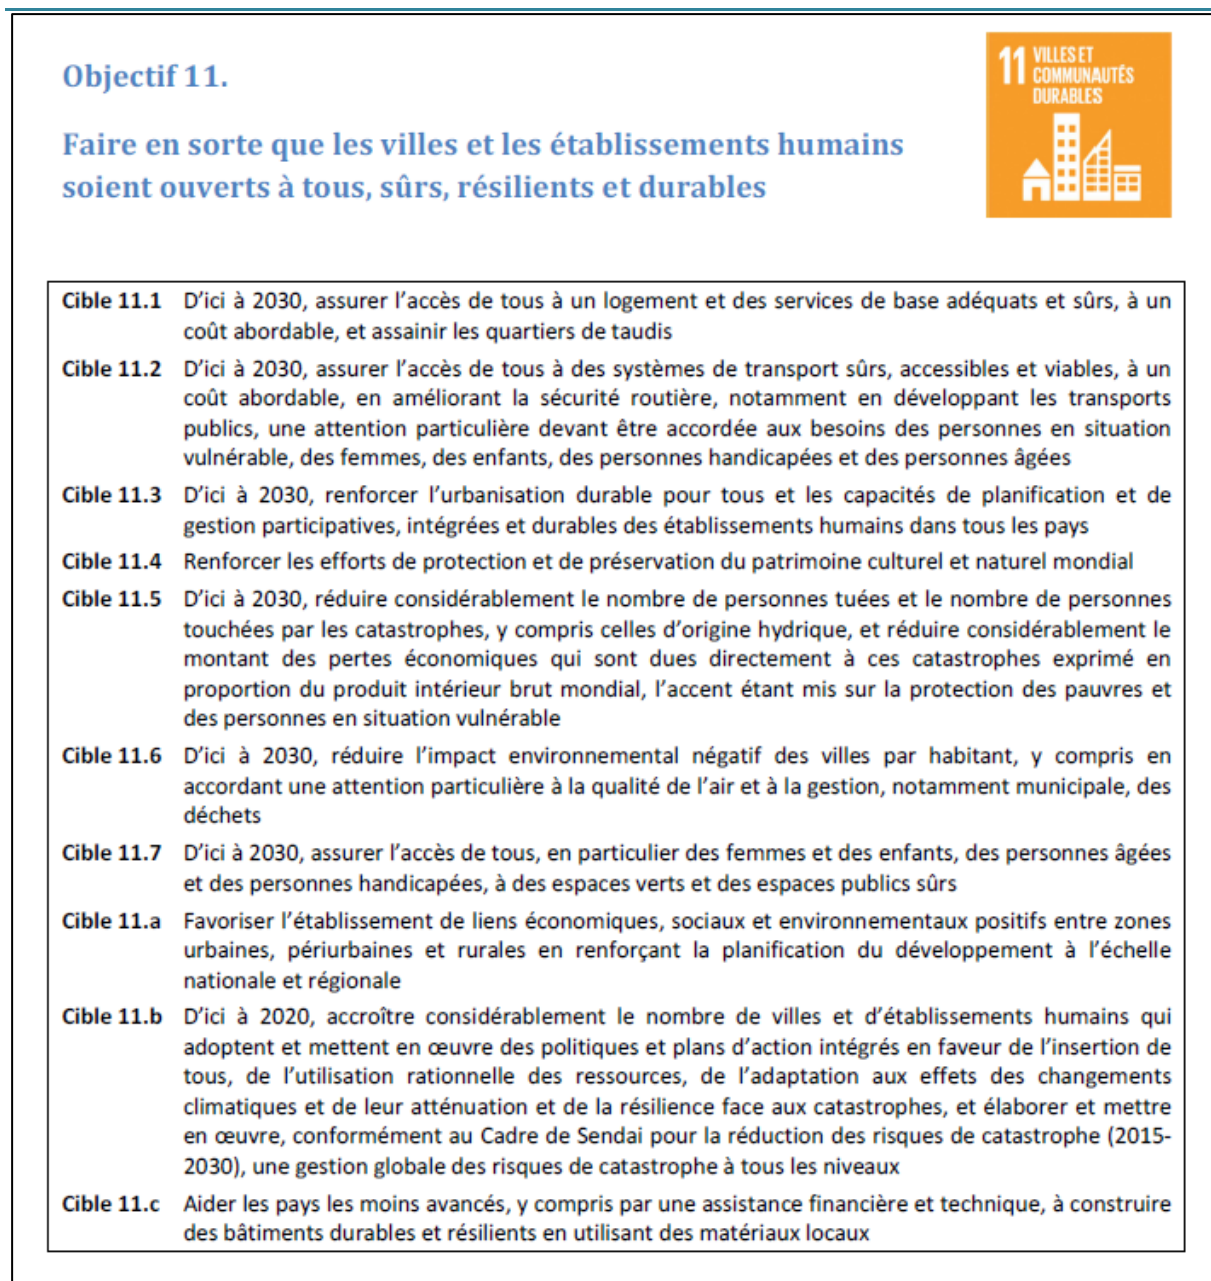 Objectif 11.
11 VILLES ET
COMMUNAUTÉS
DURABLES
Faire en sorte que les villes et les établissements humains
soient ouverts à tous, sûrs, résilients et durables
Cible 11.1 D’ici à 2030, assurer l’accès de tous à un logement et des services de base adéquats et sûrs, à un
coût abordable, et assainir les quartiers de taudis
Cible 11.2 D’ici à 2030, assurer l’accès de tous à des systèmes de transport sûrs, accessibles et viables, à un
coût abordable, en améliorant la sécurité routière, notamment en développant les transports
publics, une attention particulière devant être accordée aux besoins des personnes en situation
vulnérable, des femmes, des enfants, des personnes handicapées et des personnes âgées
Cible 11.3 D’ici à 2030, renforcer l’urbanisation durable pour tous et les capacités de planification et de
gestion participatives, intégrées et durables des établissements humains dans tous les pays
Cible 11.4 Renforcer les efforts de protection et de préservation du patrimoine culturel et naturel mondial
Cible 11.5 D’ici à 2030, réduire considérablement le nombre de personnes tuées et le nombre de personnes
touchées par les catastrophes, y compris celles d’origine hydrique, et réduire considérablement le
montant des pertes économiques qui sont dues directement à ces catastrophes exprimé en
proportion du produit intérieur brut mondial, l’accent étant mis sur la protection des pauvres et
des personnes en situation vulnérable
Cible 11.6 D’ici à 2030, réduire l’impact environnemental négatif des villes par habitant, y compris en
accordant une attention particulière à la qualité de l’air et à la gestion, notamment municipale, des
déchets
Cible 11.7 D’ici à 2030, assurer l’accès de tous, en particulier des femmes et des enfants, des personnes âgées
et des personnes handicapées, à des espaces verts et des espaces publics sûrs
Cible 11.a Favoriser l’établissement de liens économiques, sociaux et environnementaux positifs entre zones
urbaines, périurbaines et rurales en renforçant la planification du développement à l’échelle
nationale et régionale
Cible 11.b D’ici à 2020, accroître considérablement le nombre de villes et d’établissements humains qui
adoptent et mettent en œuvre des politiques et plans d’action intégrés en faveur de l’insertion de
tous, de l’utilisation rationnelle des ressources, de l’adaptation aux effets des changements
climatiques et de leur atténuation et de la résilience face aux catastrophes, et élaborer et mettre
en œuvre, conformément au Cadre de Sendai pour la réduction des risques de catastrophe (2015-
2030), une gestion globale des risques de catastrophe à tous les niveaux
Cible 11.c Aider les pays les moins avancés, y compris par une assistance financière et technique, à construire
des bâtiments durables et résilients en utilisant des matériaux locaux